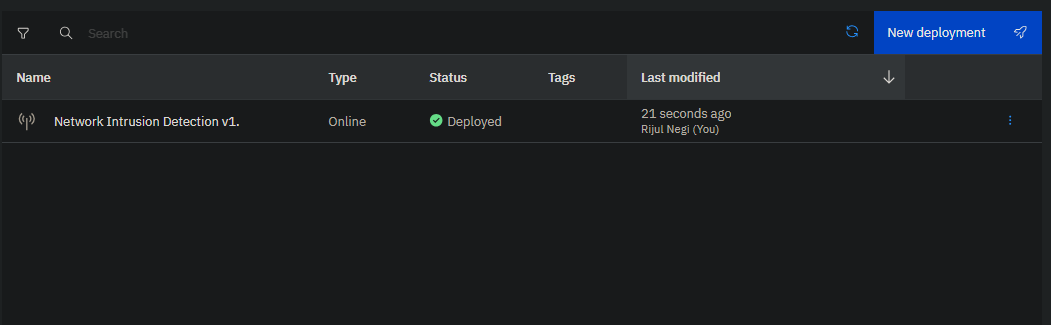 Search
New deployment
Name Type Status Tags Last modified
Network Intrusion Detection v1. Online Deployed 21 seconds ago
Rijul Negi (You)